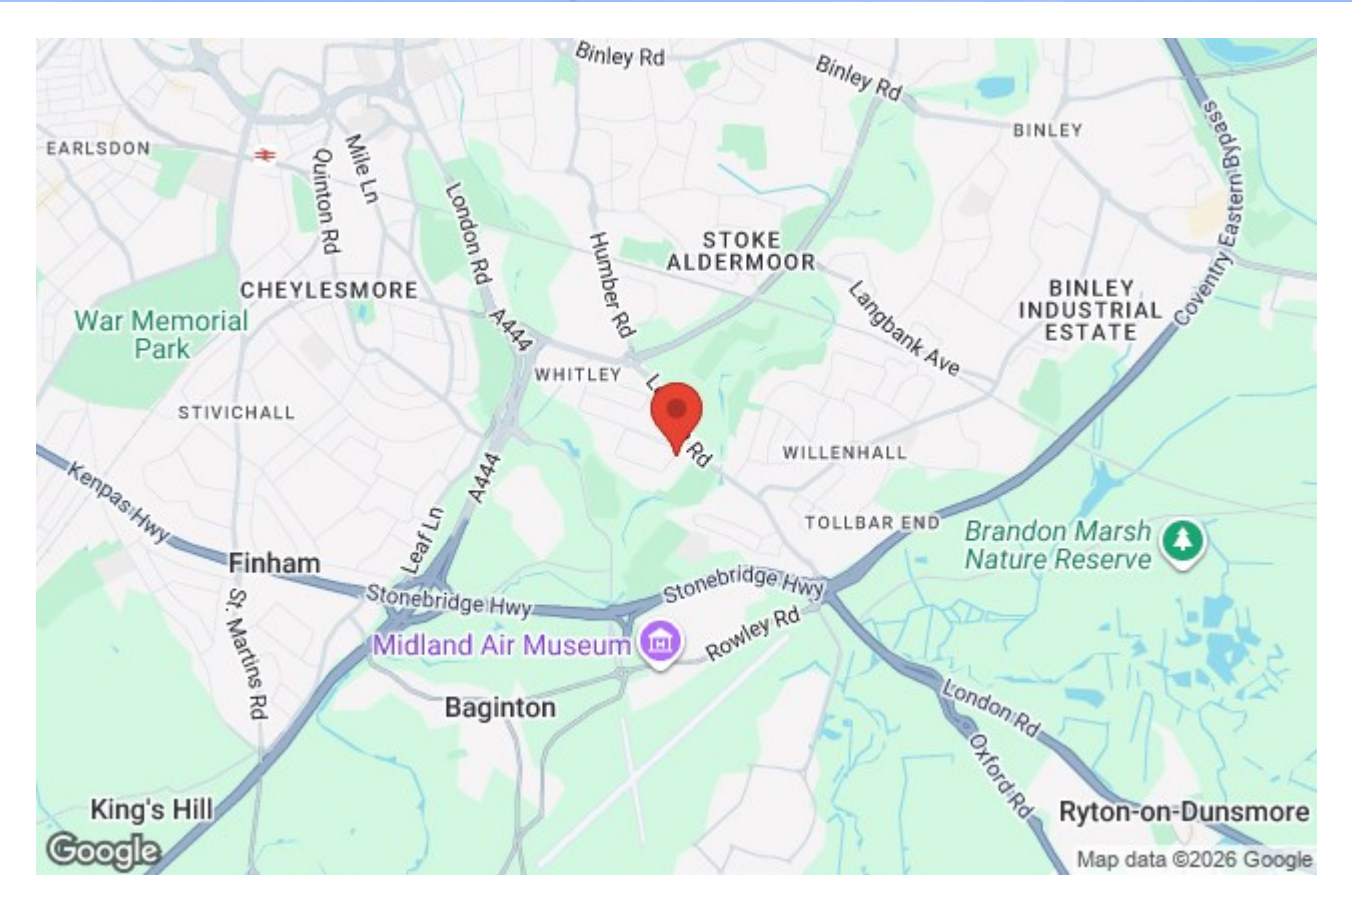 Binley Rd
Binley Rd
Coventry Eastern Bypass
BINLEY
EARLSDON
Mile Ln
Quinton Rd
London Rd
STOKE
ALDERMOOR
Humber Rd
CHEYLESMORE
BINLEY
INDUSTRIAL
ESTATE
Langbank Ave
War Memorial
Park
A444
WHITLEY
Rd
STIVICHALL
WILLENHALL
Kenpas Hwy
A444
Leaf Ln
TOLLBAR END
Brandon Marsh
Nature Reserve
Finham
Stonebridge Hwy
Stonebridge Hwy
St. Martins Rd
Midland Air Museum
Rowley Rd
Baginton
London Rd
Oxford Rd
King's Hill
Ryton-on-Dunsmore
Google
Map data ©2026 Google